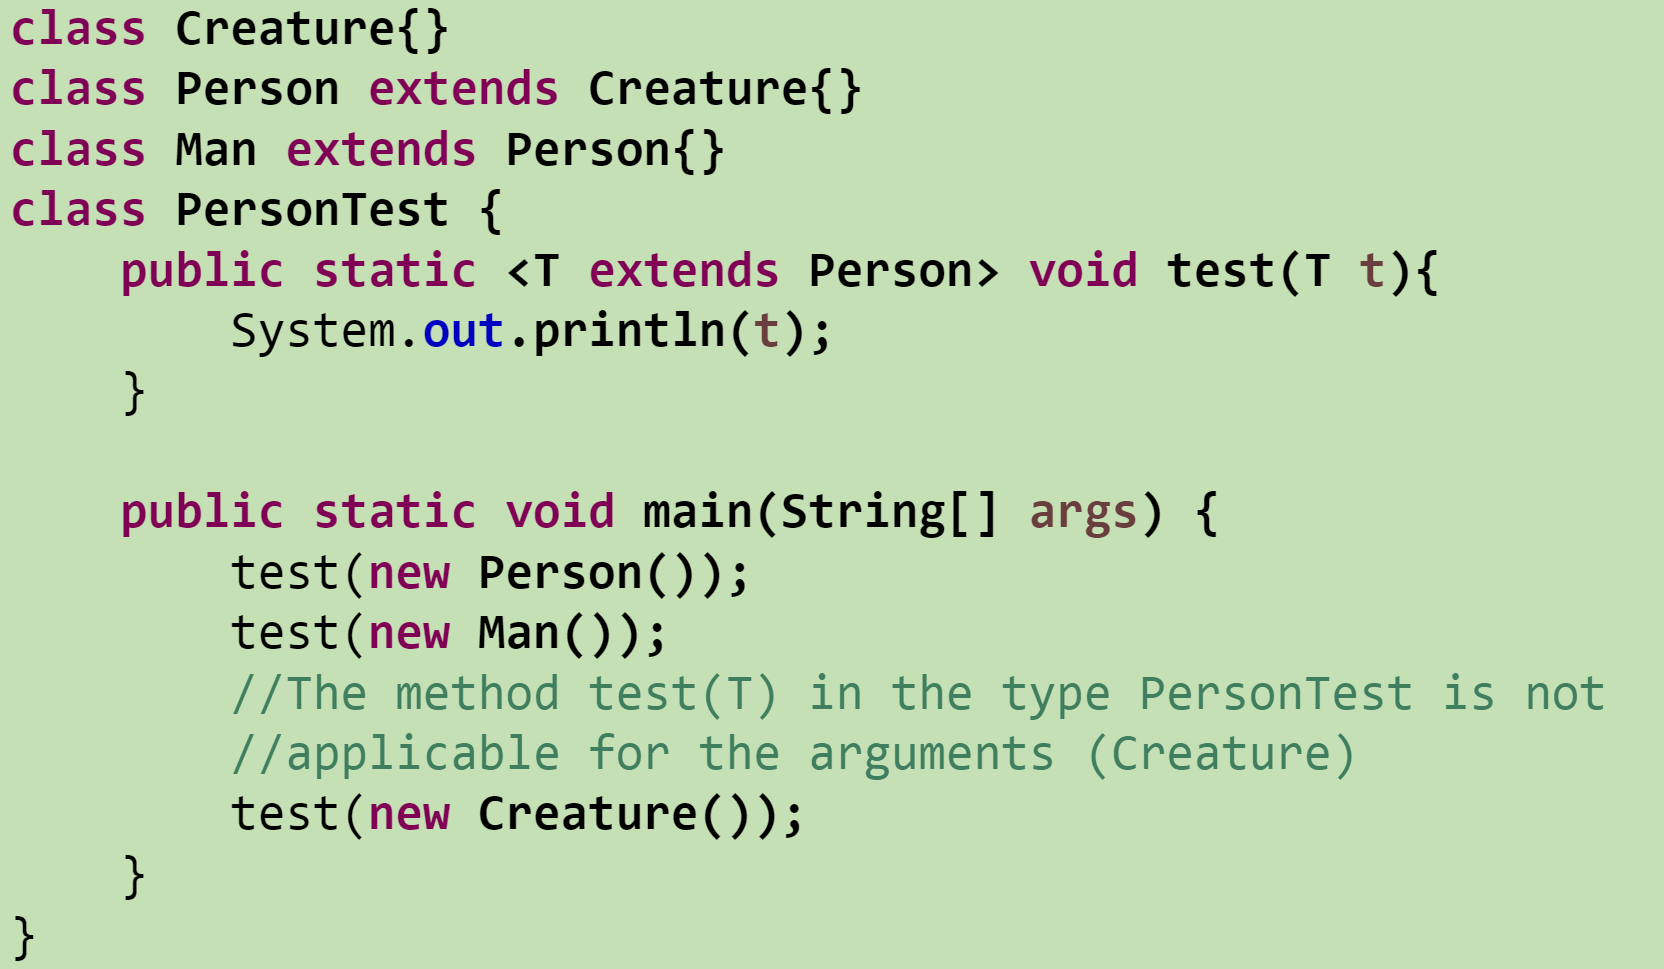 class Creature{}
class Person extends Creature{}
class Man extends Person{}
class PersonTest {
    public static <T extends Person> void test(T t){
        System.out.println(t);
    }

    public static void main(String[] args) {
        test(new Person());
        test(new Man());
        //The method test(T) in the type PersonTest is not
        //applicable for the arguments (Creature)
        test(new Creature());
    }
}